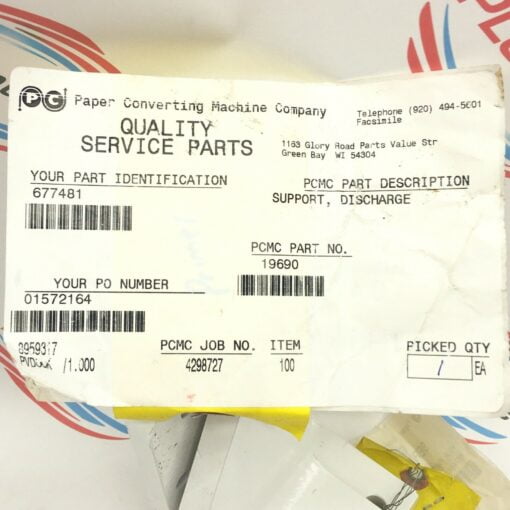 PC
Paper Converting Machine Company
Telephone (920) 494-5601
Facsimile
QUALITY
SERVICE PARTS
1163 Glory Road Parts Value Str
Green Bay WI 54304
YOUR PART IDENTIFICATION
677481
PCMC PART DESCRIPTION
SUPPORT, DISCHARGE
PCMC PART NO.
19690
YOUR PO NUMBER
01572164
PCMC JOB NO. ITEM
4298727 100
/1.000
PICKED QTY
1 EA